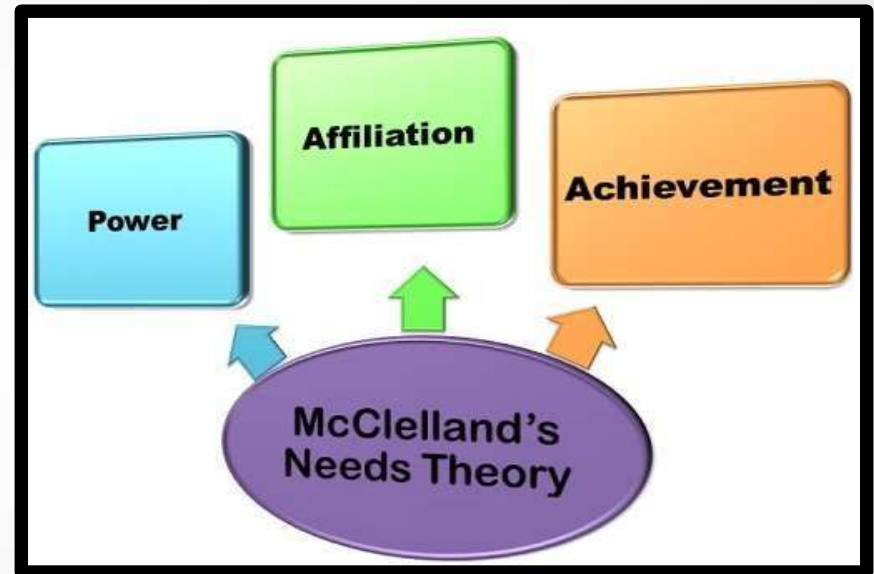 Power
Affiliation
Achievement
McClelland's
Needs Theory